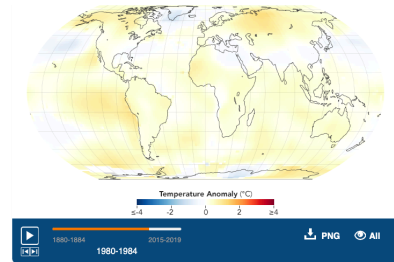 Temperature Anomaly (°C)
≤-4 -2 0 2 ≥4
1880-1884 2015-2019
1980-1984
PNG All